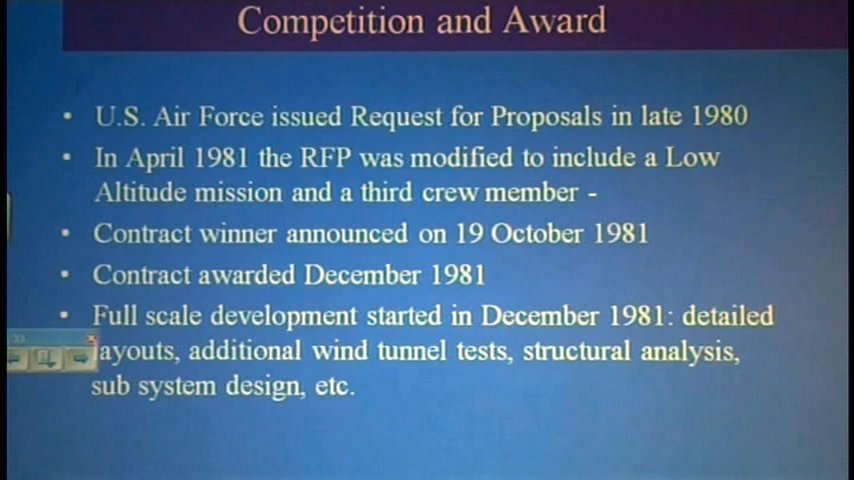 Competition and Award
• U.S. Air Force issued Request for Proposals in late 1980
• In April 1981 the RFP was modified to include a Low
Altitude mission and a third crew member -
• Contract winner announced on 19 October 1981
• Contract awarded December 1981
• Full scale development started in December 1981: detailed
ayouts, additional wind tunnel tests, structural analysis,
sub system design, etc.